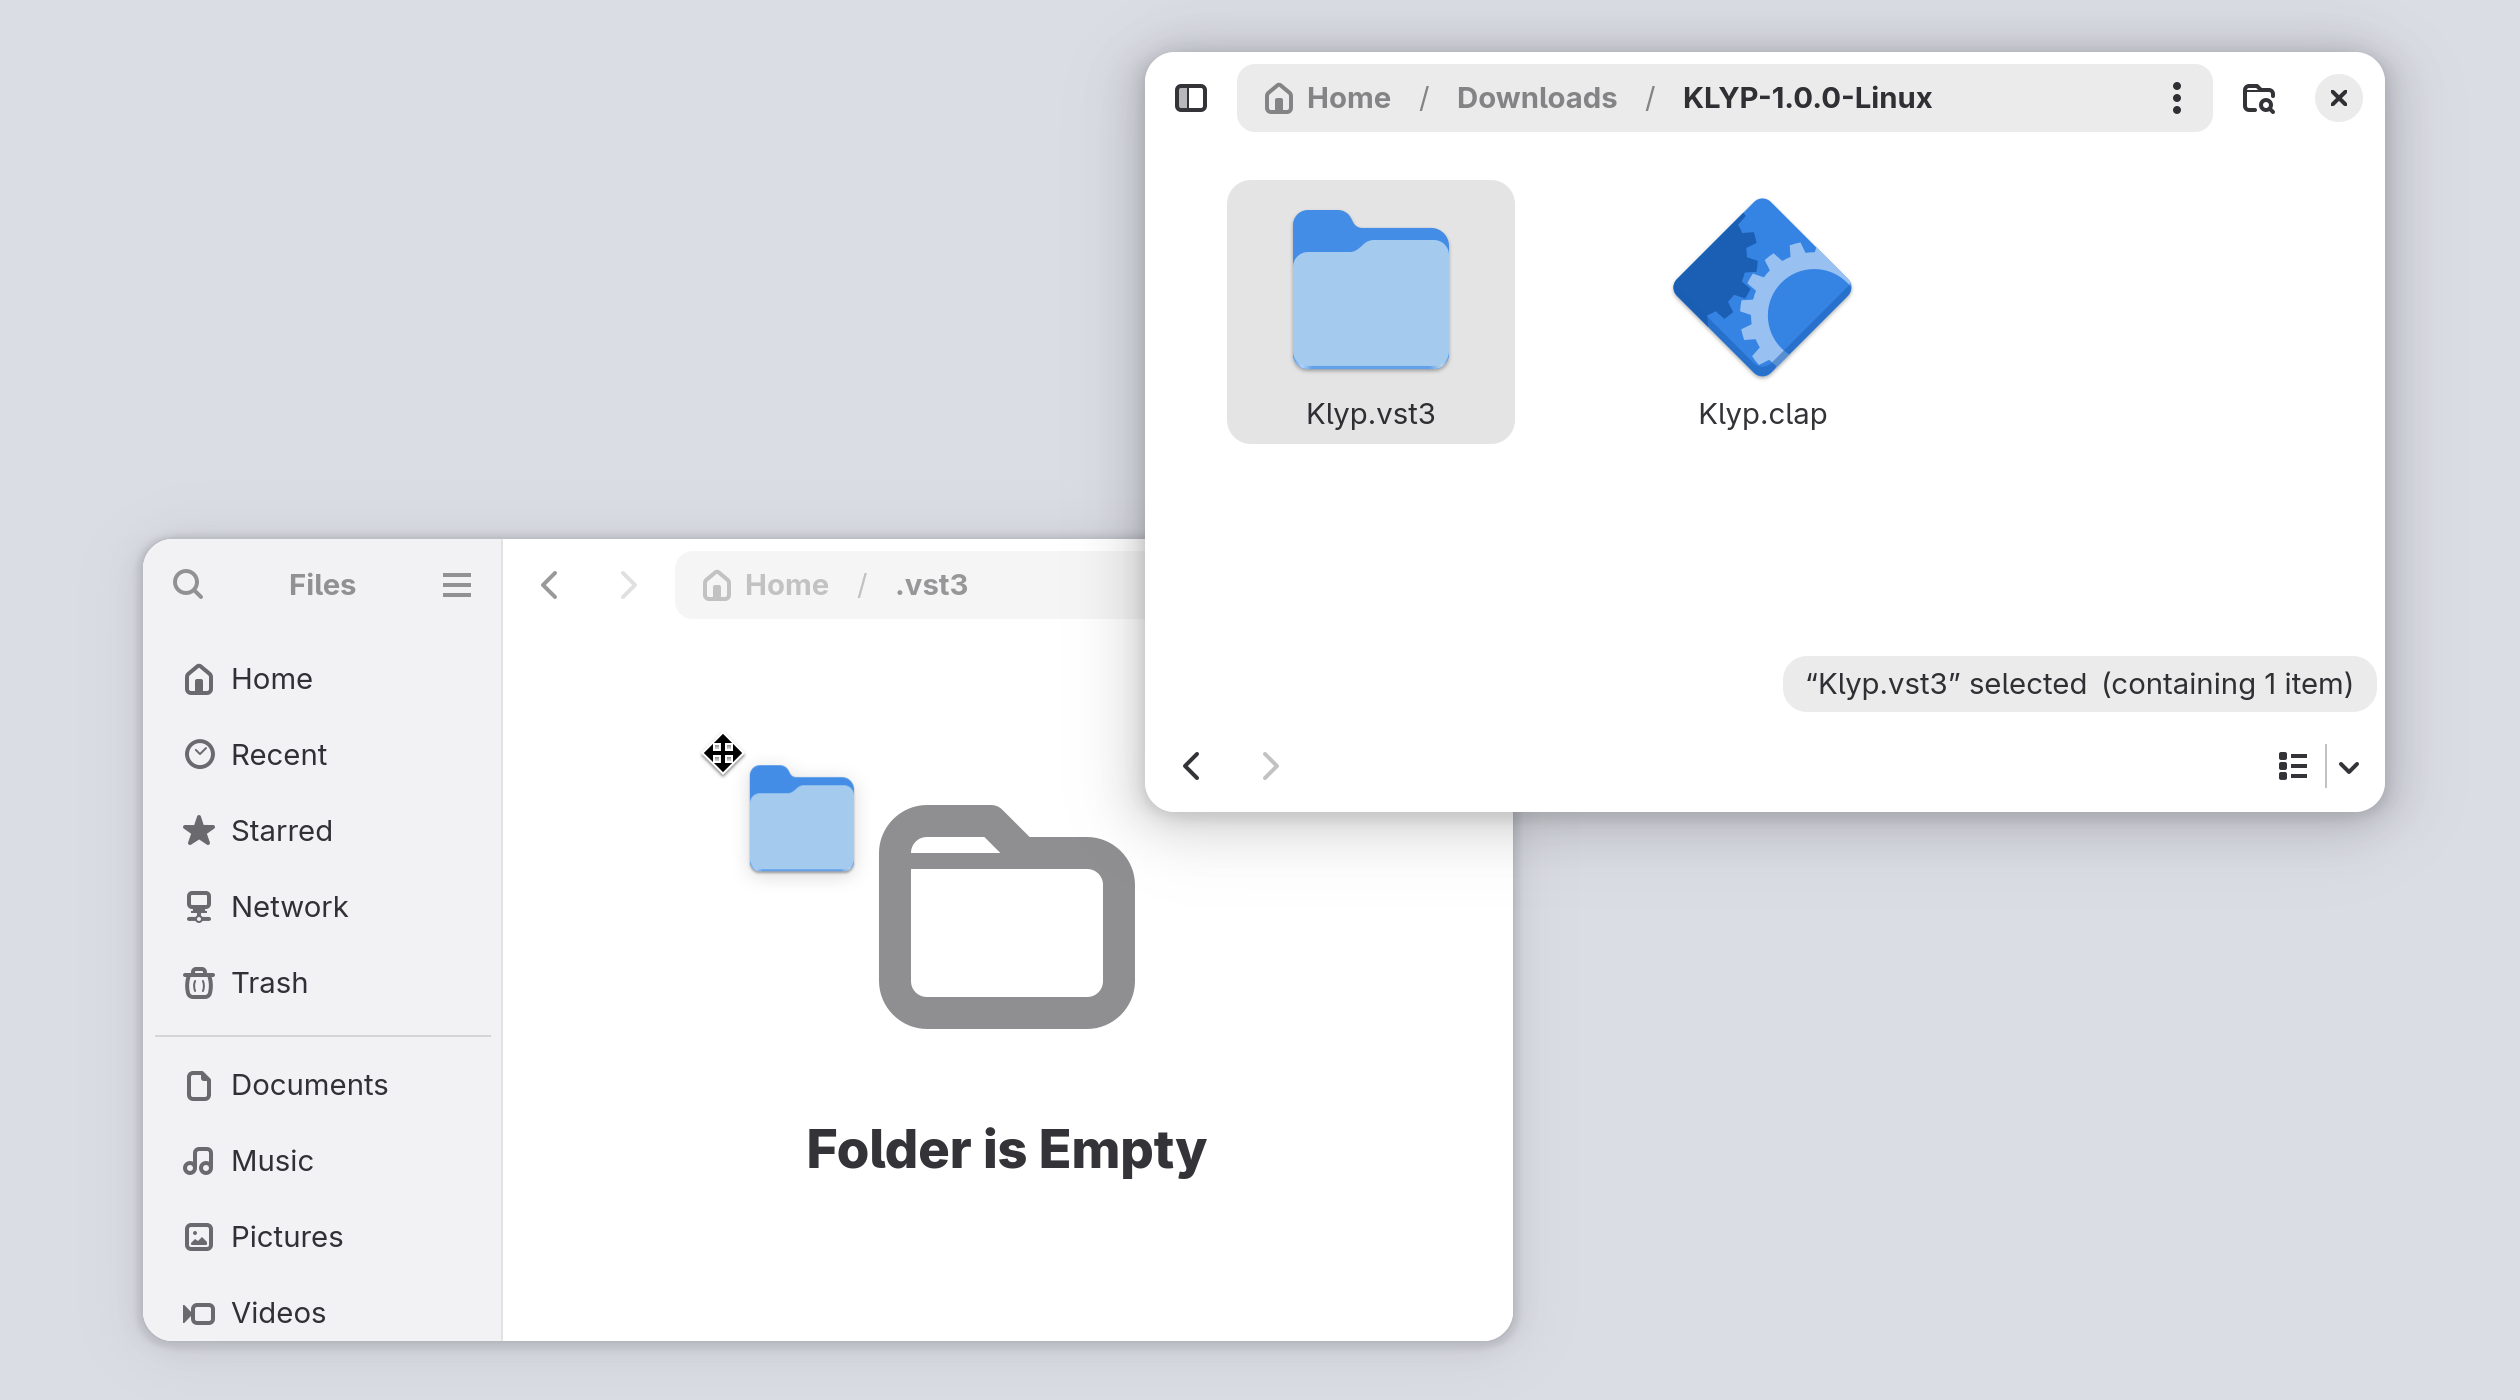 Home / Downloads / KLYP-1.0.0-Linux
Klyp.vst3
Klyp.clap
“Klyp.vst3” selected (containing 1 item)
Files
Home / .vst3
Home
Recent
Starred
Network
Trash
Documents
Music
Pictures
Videos
Folder is Empty